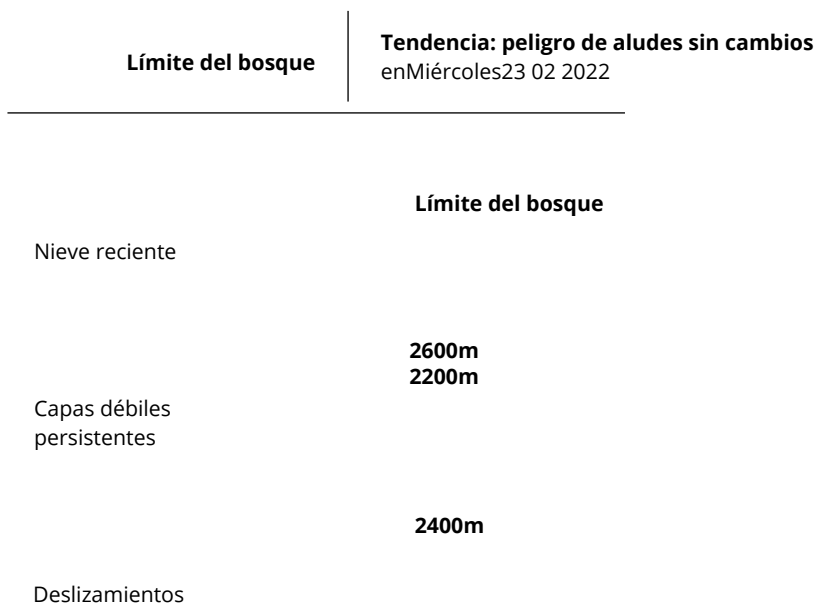 Límite del bosque
Tendencia: peligro de aludes sin cambios
enMiércoles23 02 2022
Límite del bosque
Nieve reciente
2600m
2200m
Capas débiles
persistentes
2400m
Deslizamientos